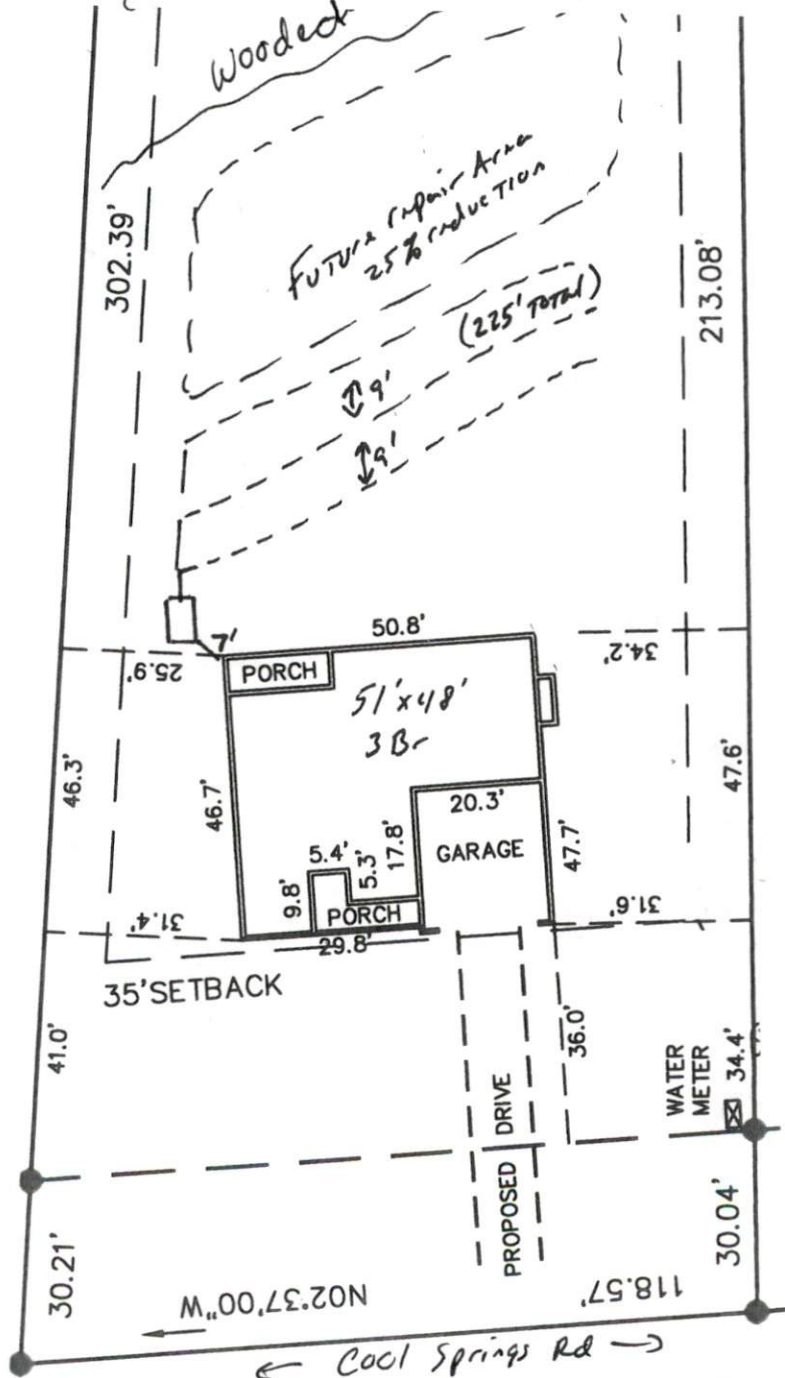 Wooded
302.39'
Future repair Area
25% reduction
(225' Total)
9'
9'
213.08'
7'
50.8'
25.9'
PORCH
34.2'
51'x48'
3 Br
46.3'
46.7'
47.6'
20.3'
GARAGE
17.8'
5.4'
5.3'
9.8'
47.7'
PORCH
31.4'
29.8'
31.6'
35'SETBACK
41.0'
36.0'
WATER
METER
34.4'
PROPOSED DRIVE
30.21'
30.04'
N02°37'00"W
118.57'
← Cool Springs Rd →